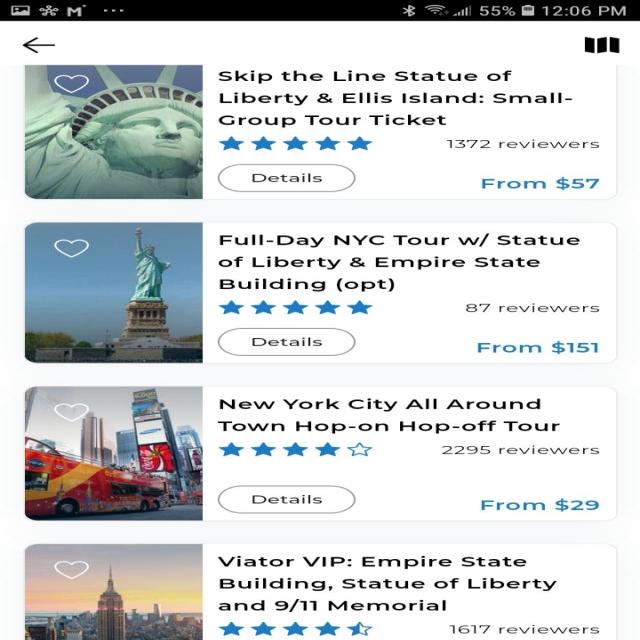 55% 12:06 PM
Skip the Line Statue of
Liberty & Ellis Island: Small-
Group Tour Ticket
1372 reviewers
Details
From $57
Full-Day NYC Tour w/ Statue
of Liberty & Empire State
Building (opt)
87 reviewers
Details
From $151
New York City All Around
Town Hop-on Hop-off Tour
2295 reviewers
Details
From $29
Viator VIP: Empire State
Building, Statue of Liberty
and 9/11 Memorial
1617 reviewers